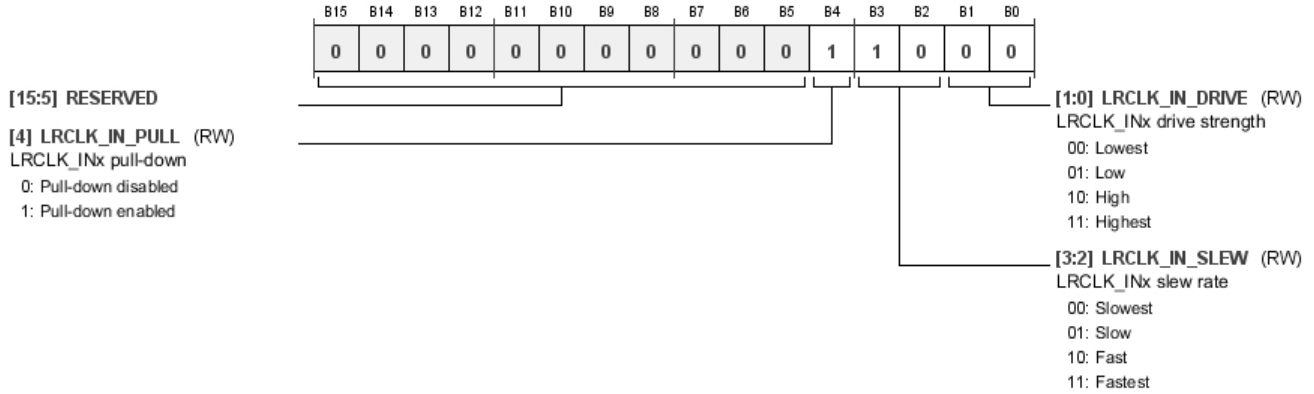 B15 B14 B13 B12 B11 B10 B9 B8 B7 B6 B5 B4 B3 B2 B1 B0
0 0 0 0 0 0 0 0 0 0 0 1 1 0 0 0
[15:5] RESERVED
[4] LRCLK_IN_PULL (RW)
LRCLK_INx pull-down
0: Pull-down disabled
1: Pull-down enabled
[1:0] LRCLK_IN_DRIVE (RW)
LRCLK_INx drive strength
00: Lowest
01: Low
10: High
11: Highest
[3:2] LRCLK_IN_SLEW (RW)
LRCLK_INx slew rate
00: Slowest
01: Slow
10: Fast
11: Fastest